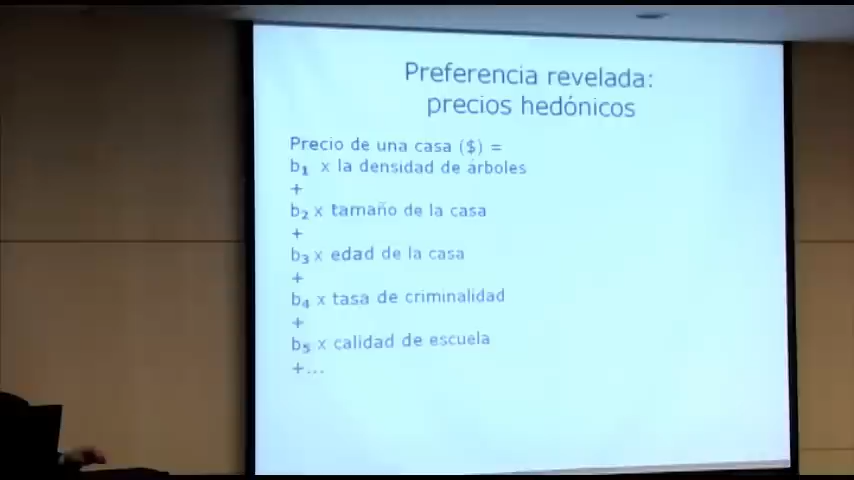 Preferencia revelada:
precios hedónicos
Precio de una casa ($) =
b₁ x la densidad de árboles
+
b₂ x tamaño de la casa
+
b₃ x edad de la casa
+
b₄ x tasa de criminalidad
+
b₅ x calidad de escuela
+...